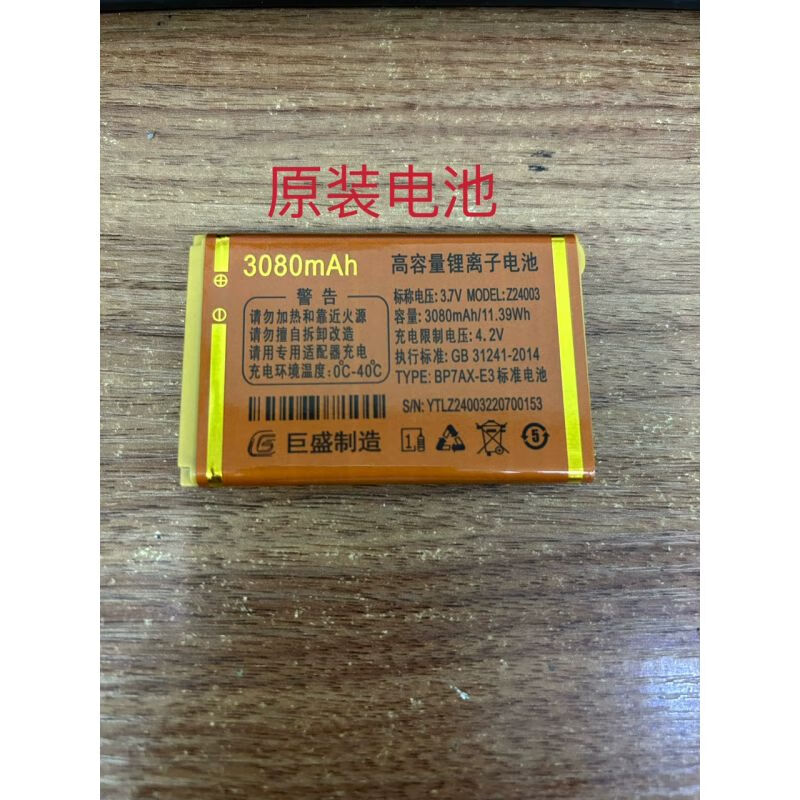 原装电池
3080mAh
高容量锂离子电池
警告
请勿加热和靠近火源
请勿擅自拆卸改造
请用专用适配器充电
充电环境温度:0℃-40℃
标称电压: 3.7V MODEL:Z24003
容量: 3080mAh/11.39Wh
充电限制电压: 4.2V
执行标准: GB 31241-2014
TYPE: BP7AX-E3 标准电池
S/N: YTLZ24003220700153
巨盛制造
5